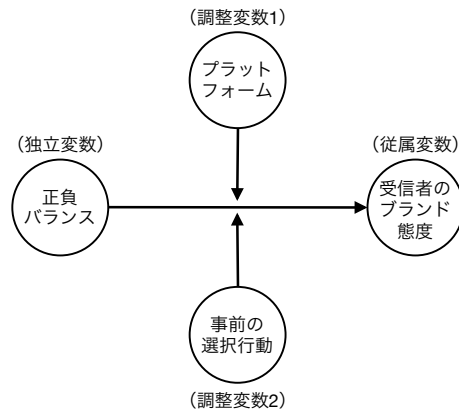 （調整変数1）
プラット
フォーム
（独立変数）
正負
バランス
（従属変数）
受信者の
ブランド
態度
事前の
選択行動
（調整変数2）